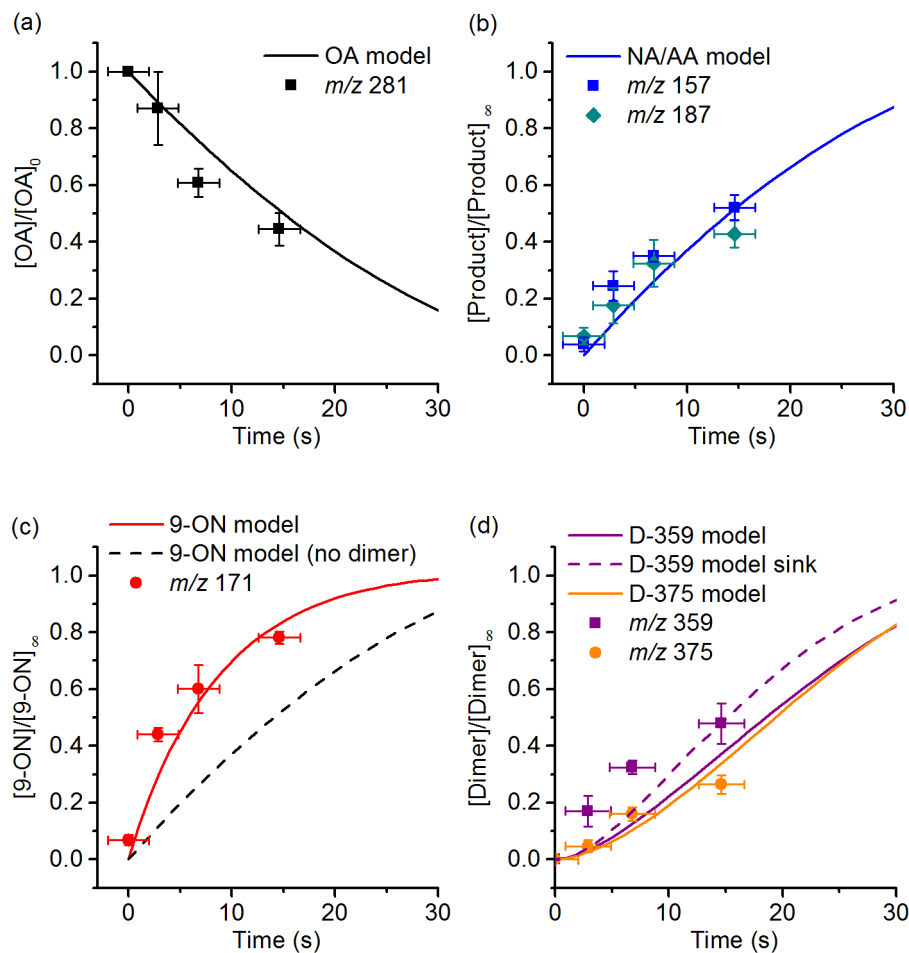 (a)
OA model
m/z 281
[OA]/[OA]0
1.0
0.8
0.6
0.4
0.2
0.0
0
10
20
30
Time (s)
(b)
NA/AA model
m/z 157
m/z 187
[Product]/[Product]∞
1.0
0.8
0.6
0.4
0.2
0.0
0
10
20
30
Time (s)
(c)
9-ON model
9-ON model (no dimer)
m/z 171
[9-ON]/[9-ON]∞
1.0
0.8
0.6
0.4
0.2
0.0
0
10
20
30
Time (s)
(d)
D-359 model
D-359 model sink
D-375 model
m/z 359
m/z 375
[Dimer]/[Dimer]∞
1.0
0.8
0.6
0.4
0.2
0.0
0
10
20
30
Time (s)